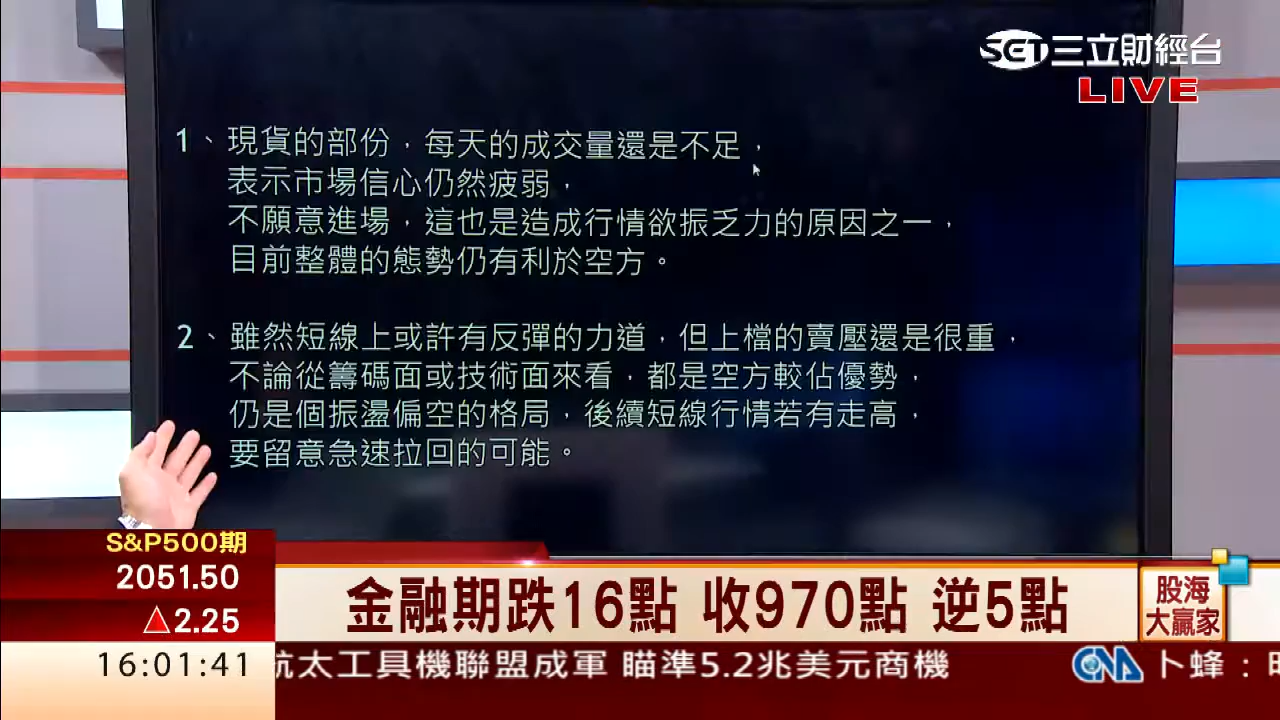 SET三立財經台
LIVE
1、現貨的部份，每天的成交量還是不足，
表示市場信心仍然疲弱，
不願意進場，這也是造成行情欲振乏力的原因之一，
目前整體的態勢仍有利於空方。
2、雖然短線上或許有反彈的力道，但上檔的賣壓還是很重，
不論從籌碼面或技術面來看，都是空方較佔優勢，
仍是個振盪偏空的格局，後續短線行情若有走高，
要留意急速拉回的可能。
S&P500期
2051.50
△2.25
金融期跌16點 收970點 逆5點
股海
大贏家
16:01:41
航太工具機聯盟成軍 瞄準5.2兆美元商機
CNA
卜蜂：